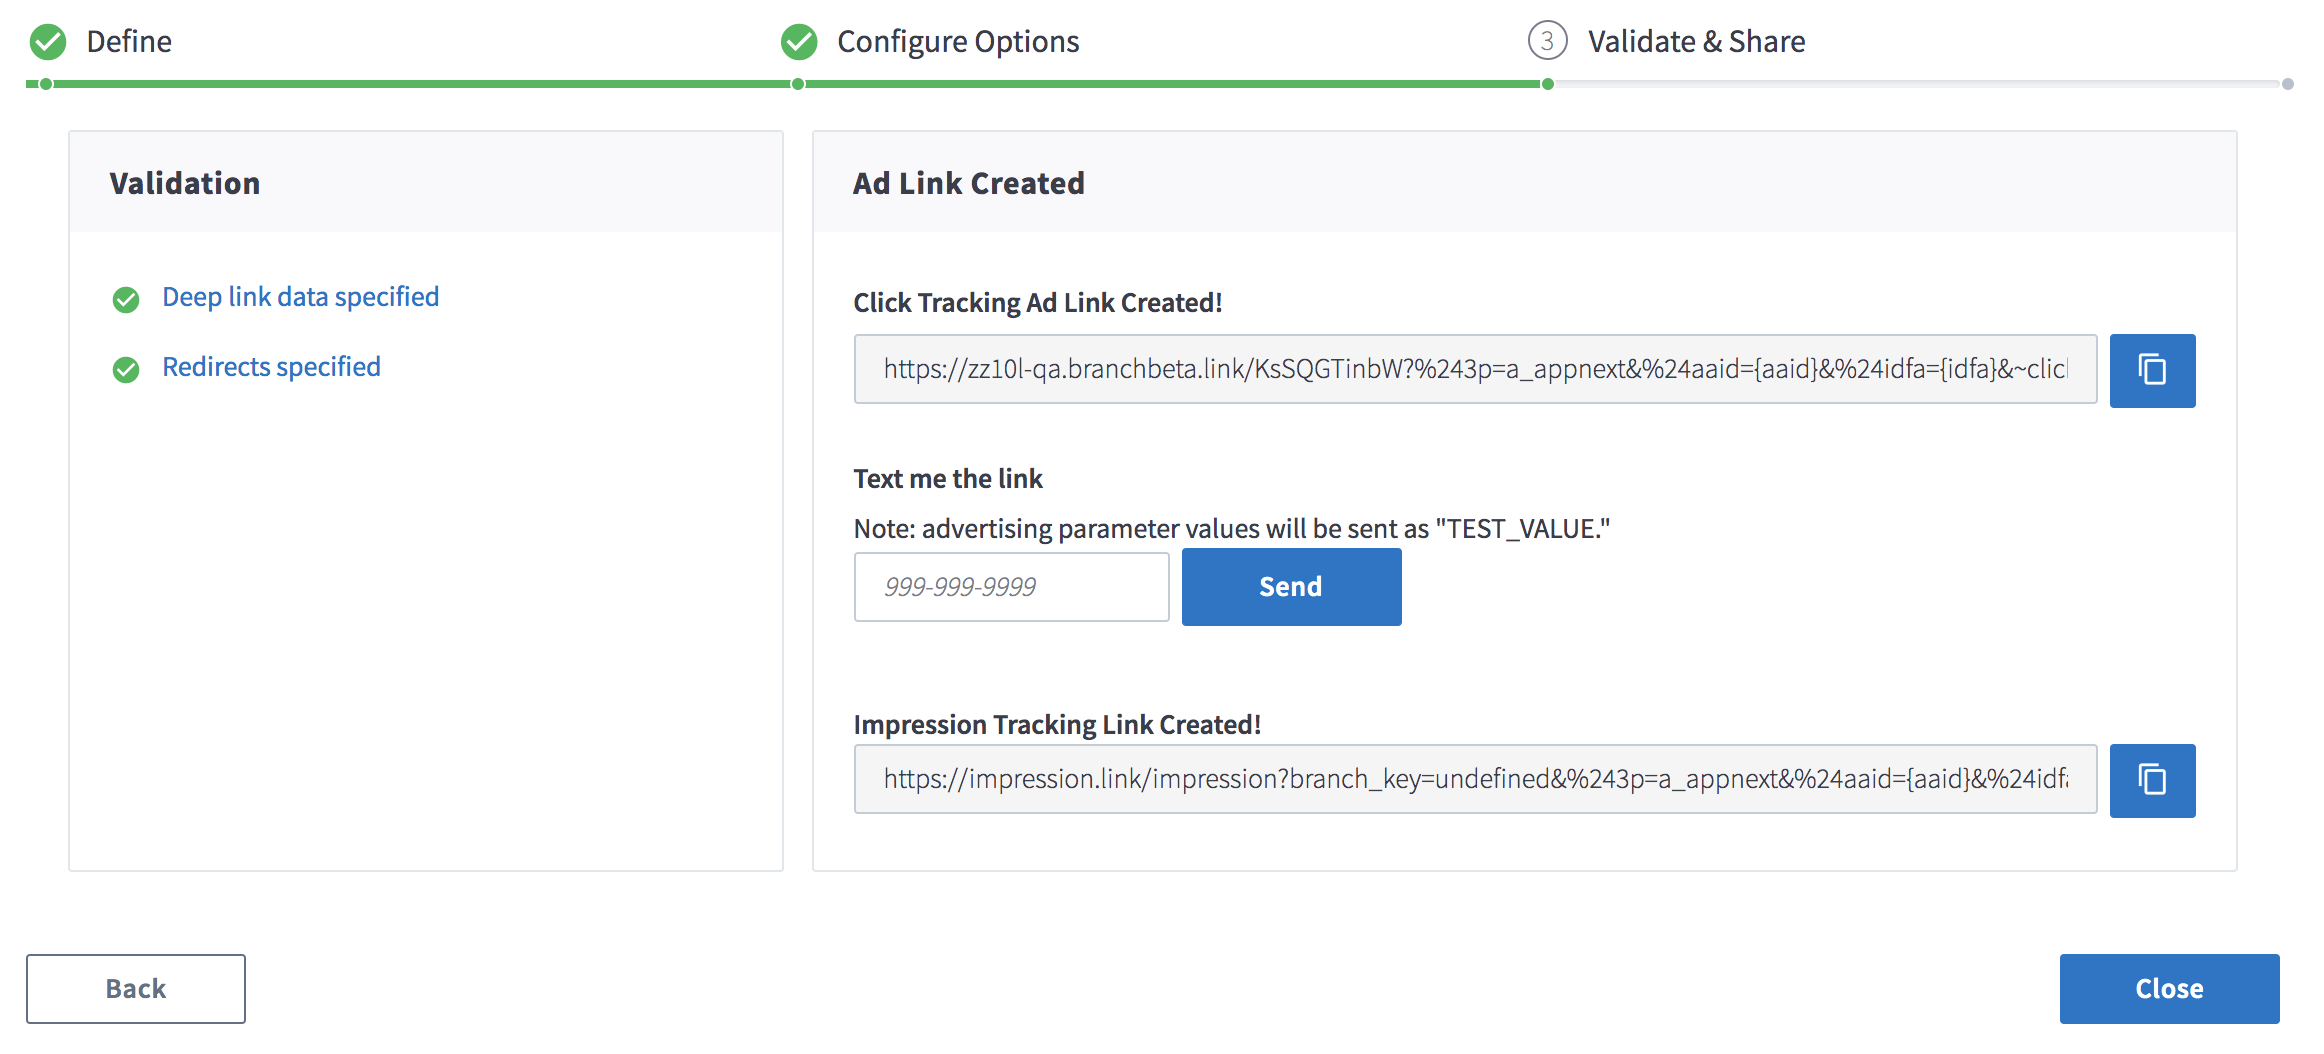 Define
Configure Options
3 Validate & Share
Validation
Deep link data specified
Redirects specified
Ad Link Created
Click Tracking Ad Link Created!
https://zz10l-qa.branchbeta.link/KsSQGTinbW?%243p=a_appnext&%24aaid={aaid}&%24idfa={idfa}&~clic
Text me the link
Note: advertising parameter values will be sent as "TEST_VALUE."
999-999-9999
Send
Impression Tracking Link Created!
https://impression.link/impression?branch_key=undefined&%243p=a_appnext&%24aaid={aaid}&%24idf
Back
Close